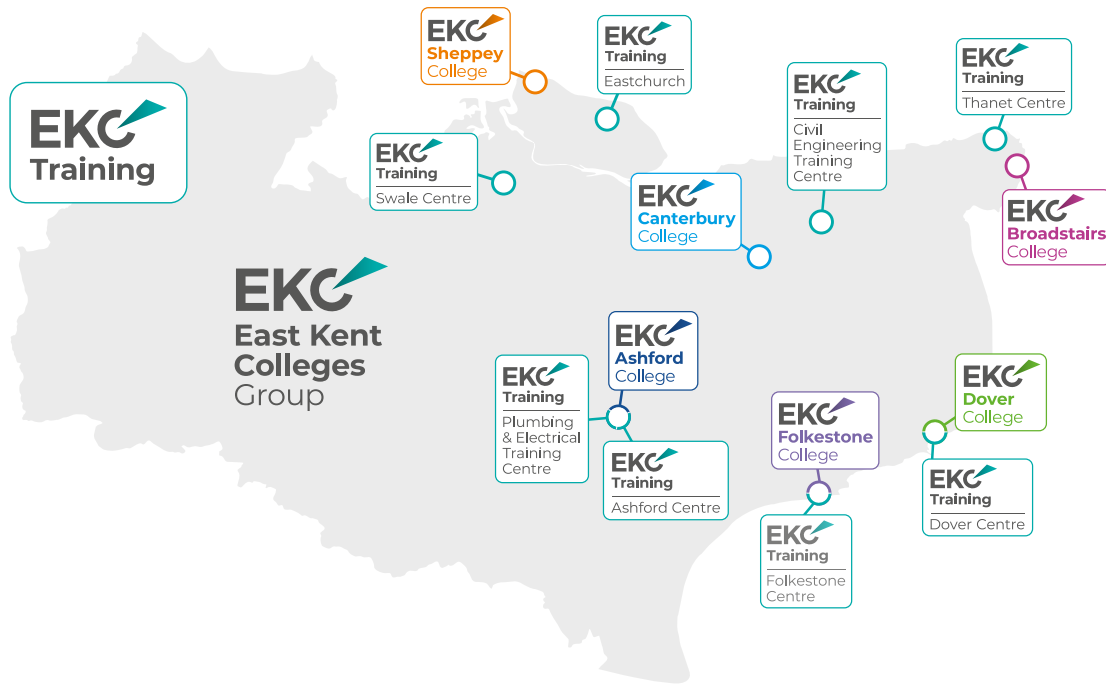 EKC
Sheppey
College
EKC
Training
Eastchurch
EKC
Training
Thanet Centre
EKC
Training
Civil
Engineering
Training
Centre
EKC
Training
EKC
Training
Swale Centre
EKC
Canterbury
College
EKC
Broadstairs
College
EKC
East Kent
Colleges
Group
EKC
Ashford
College
EKC
Training
Plumbing
& Electrical
Training
Centre
EKC
Training
Ashford Centre
EKC
Folkestone
College
EKC
Dover
College
EKC
Training
Dover Centre
EKC
Training
Folkestone
Centre